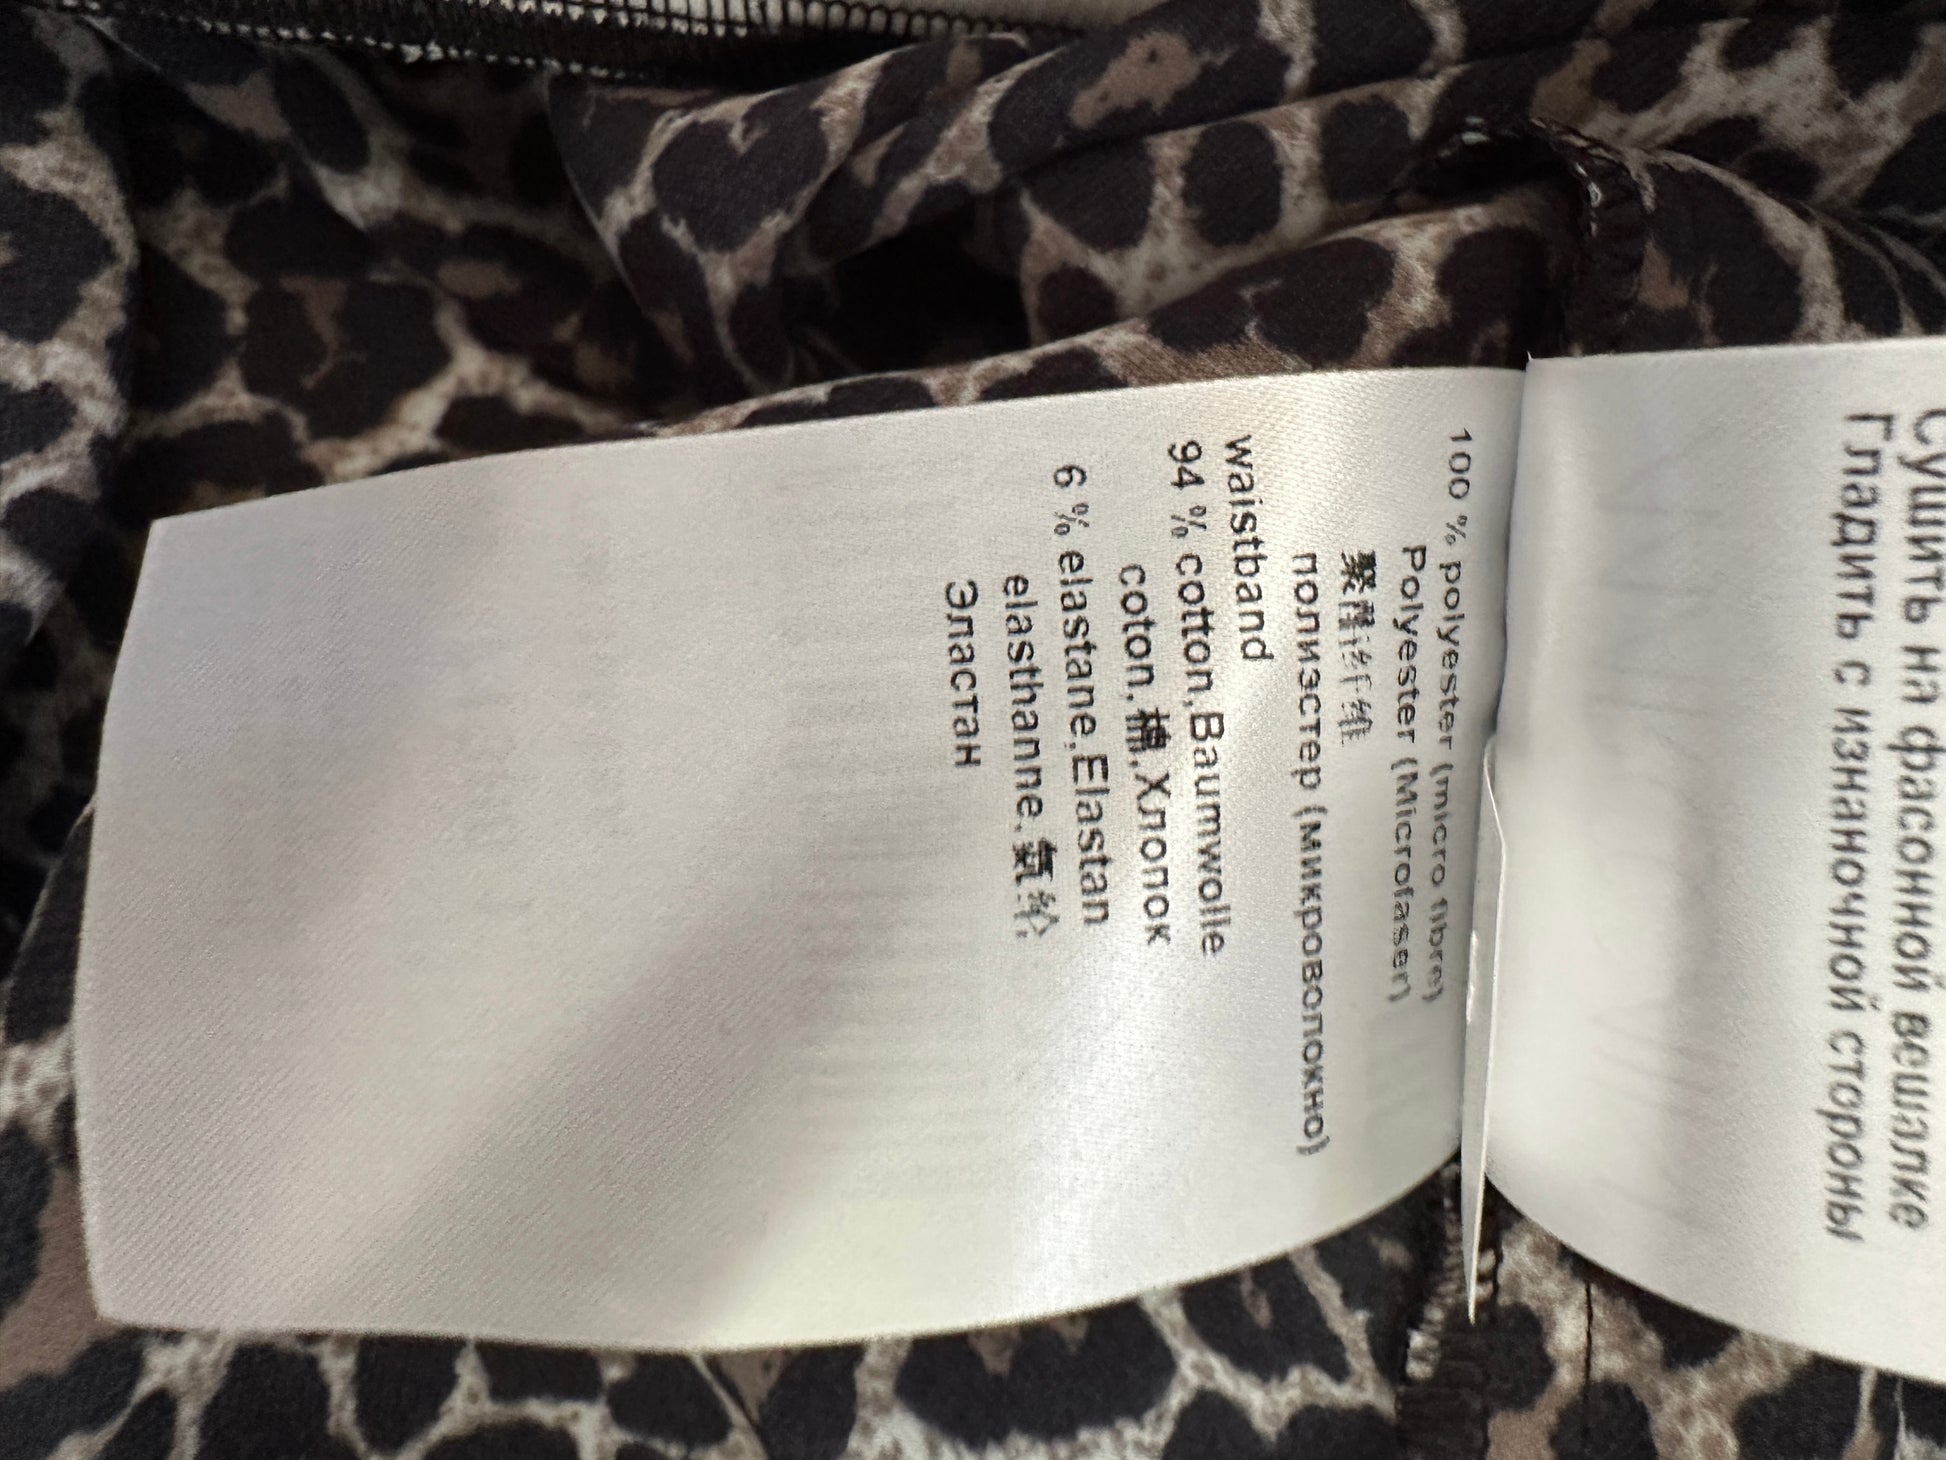 Сушить на фасонной вешалке
Гладить с изнаночной стороны
100 % polyester (micro fibre)
Polyester (Microfaser)
聚酯纤维
полиэстер (микроволокно)
waistband
94 % cotton,Baumwolle
coton,棉,Хлопок
6 % elastane,Elastan
elasthanne,氨纶,
Эластан